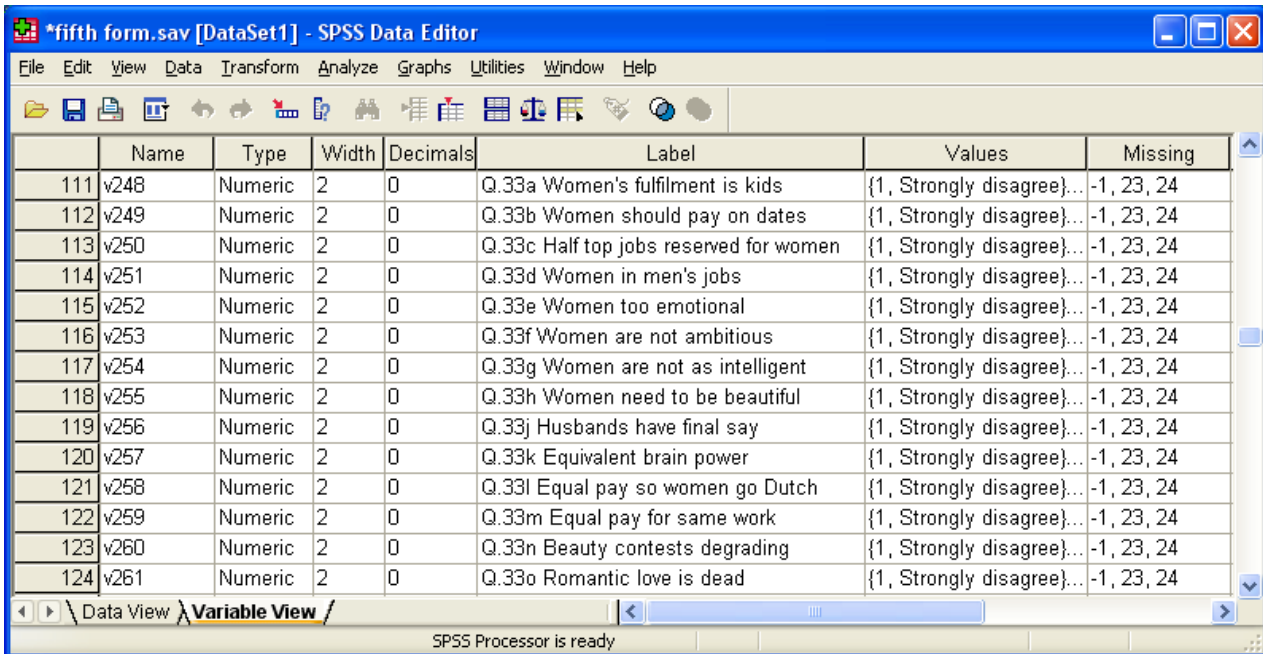 *fifth form.sav [DataSet1] - SPSS Data Editor
File Edit View Data Transform Analyze Graphs Utilities Window Help
Name Type Width Decimals Label Values Missing
111 v248 Numeric 2 0 Q.33a Women's fulfilment is kids {1, Strongly disagree}... -1, 23, 24
112 v249 Numeric 2 0 Q.33b Women should pay on dates {1, Strongly disagree}... -1, 23, 24
113 v250 Numeric 2 0 Q.33c Half top jobs reserved for women {1, Strongly disagree}... -1, 23, 24
114 v251 Numeric 2 0 Q.33d Women in men's jobs {1, Strongly disagree}... -1, 23, 24
115 v252 Numeric 2 0 Q.33e Women too emotional {1, Strongly disagree}... -1, 23, 24
116 v253 Numeric 2 0 Q.33f Women are not ambitious {1, Strongly disagree}... -1, 23, 24
117 v254 Numeric 2 0 Q.33g Women are not as intelligent {1, Strongly disagree}... -1, 23, 24
118 v255 Numeric 2 0 Q.33h Women need to be beautiful {1, Strongly disagree}... -1, 23, 24
119 v256 Numeric 2 0 Q.33j Husbands have final say {1, Strongly disagree}... -1, 23, 24
120 v257 Numeric 2 0 Q.33k Equivalent brain power {1, Strongly disagree}... -1, 23, 24
121 v258 Numeric 2 0 Q.33l Equal pay so women go Dutch {1, Strongly disagree}... -1, 23, 24
122 v259 Numeric 2 0 Q.33m Equal pay for same work {1, Strongly disagree}... -1, 23, 24
123 v260 Numeric 2 0 Q.33n Beauty contests degrading {1, Strongly disagree}... -1, 23, 24
124 v261 Numeric 2 0 Q.33o Romantic love is dead {1, Strongly disagree}... -1, 23, 24
Data View Variable View
SPSS Processor is ready